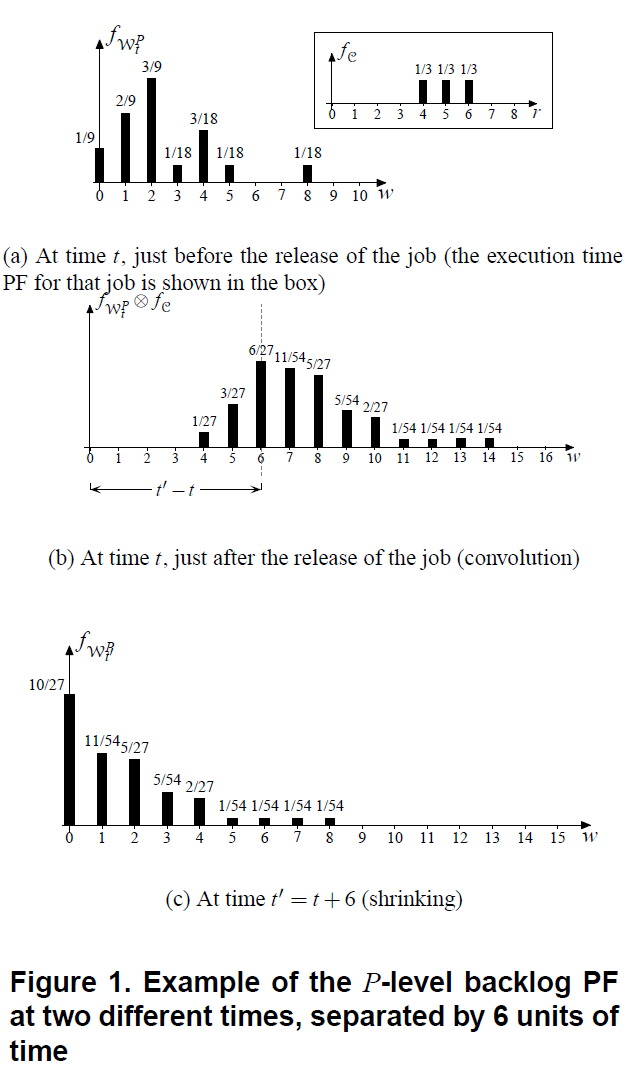 f_{𝒲_t^P}
f_𝒞
3/9
2/9
3/18
1/9
1/18 1/18 1/18
1/3 1/3 1/3
0 1 2 3 4 5 6 7 8 r
0 1 2 3 4 5 6 7 8 9 10 w
(a) At time t, just before the release of the job (the execution time
PF for that job is shown in the box)
f_{𝒲_t^P} ⊗ f_𝒞
6/27 11/54 5/27
3/27
5/54 2/27
1/27
1/54 1/54 1/54 1/54
0 1 2 3 4 5 6 7 8 9 10 11 12 13 14 15 16 w
t′ – t
(b) At time t, just after the release of the job (convolution)
f_{𝒲_{t′}^P}
10/27
11/54 5/27
5/54 2/27
1/54 1/54 1/54 1/54
0 1 2 3 4 5 6 7 8 9 10 11 12 13 14 15 w
(c) At time t′ = t + 6 (shrinking)
Figure 1. Example of the P-level backlog PF
at two different times, separated by 6 units of
time